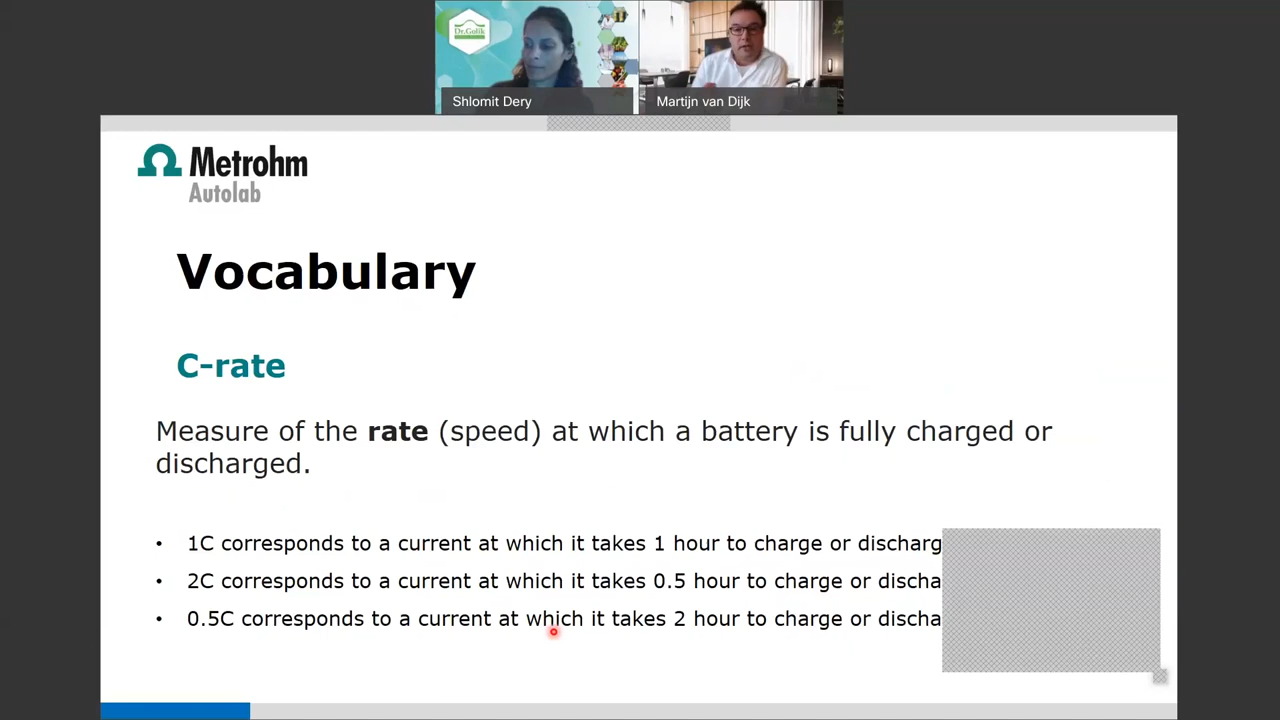 Dr.Golik
Shlomit Dery
Martijn van Dijk
Metrohm
Autolab
Vocabulary
C-rate
Measure of the rate (speed) at which a battery is fully charged or
discharged.
• 1C corresponds to a current at which it takes 1 hour to charge or discharg
• 2C corresponds to a current at which it takes 0.5 hour to charge or discha
• 0.5C corresponds to a current at which it takes 2 hour to charge or discha